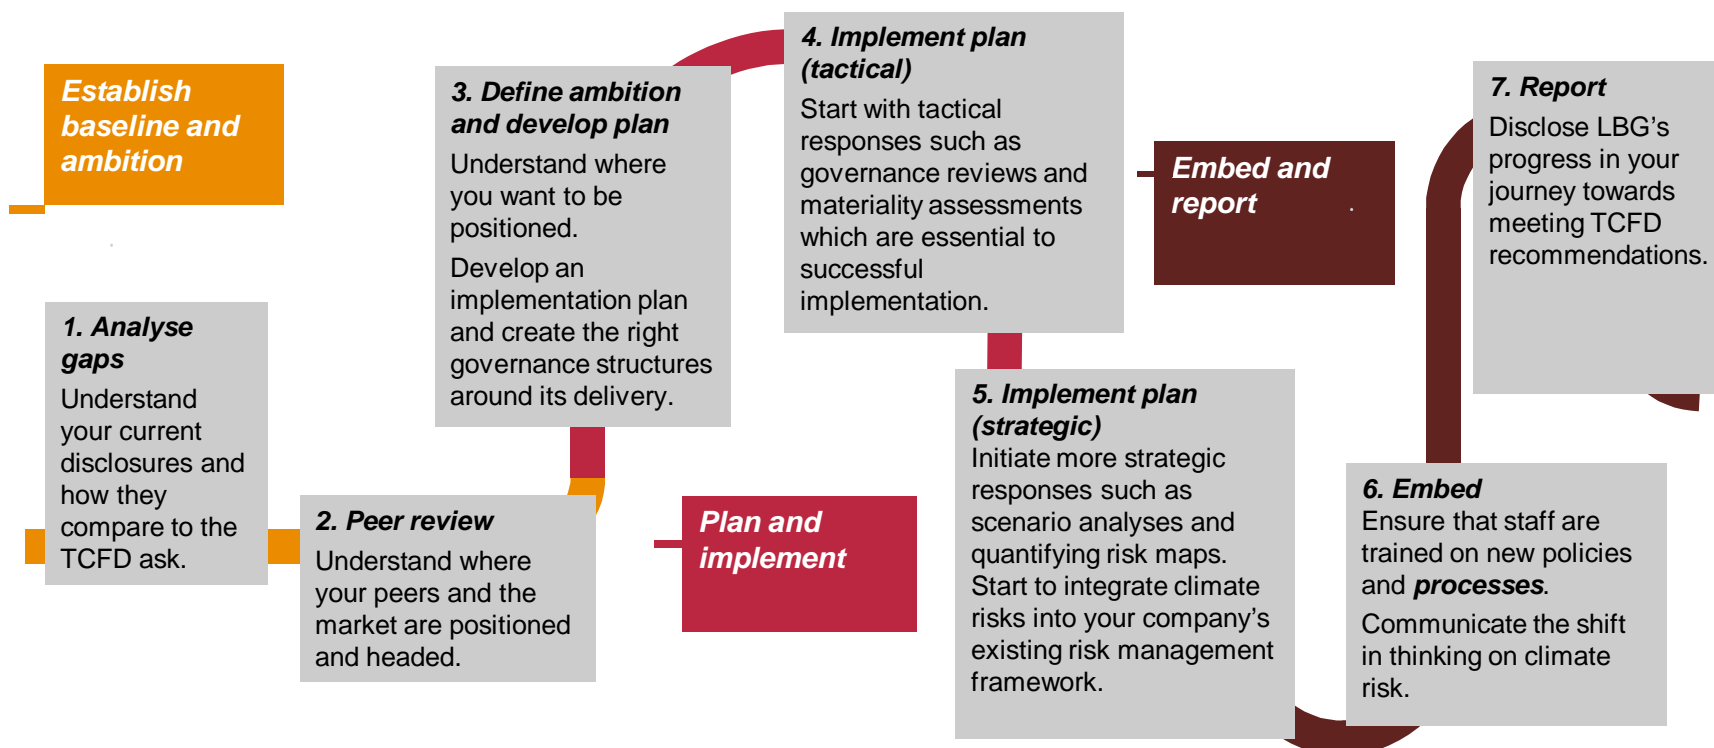 Establish
baseline and
ambition
1. Analyse
gaps
Understand
your current
disclosures and
how they
compare to the
TCFD ask.
2. Peer review
Understand where
your peers and the
market are positioned
and headed.
3. Define ambition
and develop plan
Understand where
you want to be
positioned.
Develop an
implementation plan
and create the right
governance structures
around its delivery.
Plan and
implement
4. Implement plan
(tactical)
Start with tactical
responses such as
governance reviews and
materiality assessments
which are essential to
successful
implementation.
5. Implement plan
(strategic)
Initiate more strategic
responses such as
scenario analyses and
quantifying risk maps.
Start to integrate climate
risks into your company’s
existing risk management
framework.
Embed and
report
6. Embed
Ensure that staff are
trained on new policies
and processes.
Communicate the shift
in thinking on climate
risk.
7. Report
Disclose LBG’s
progress in your
journey towards
meeting TCFD
recommendations.